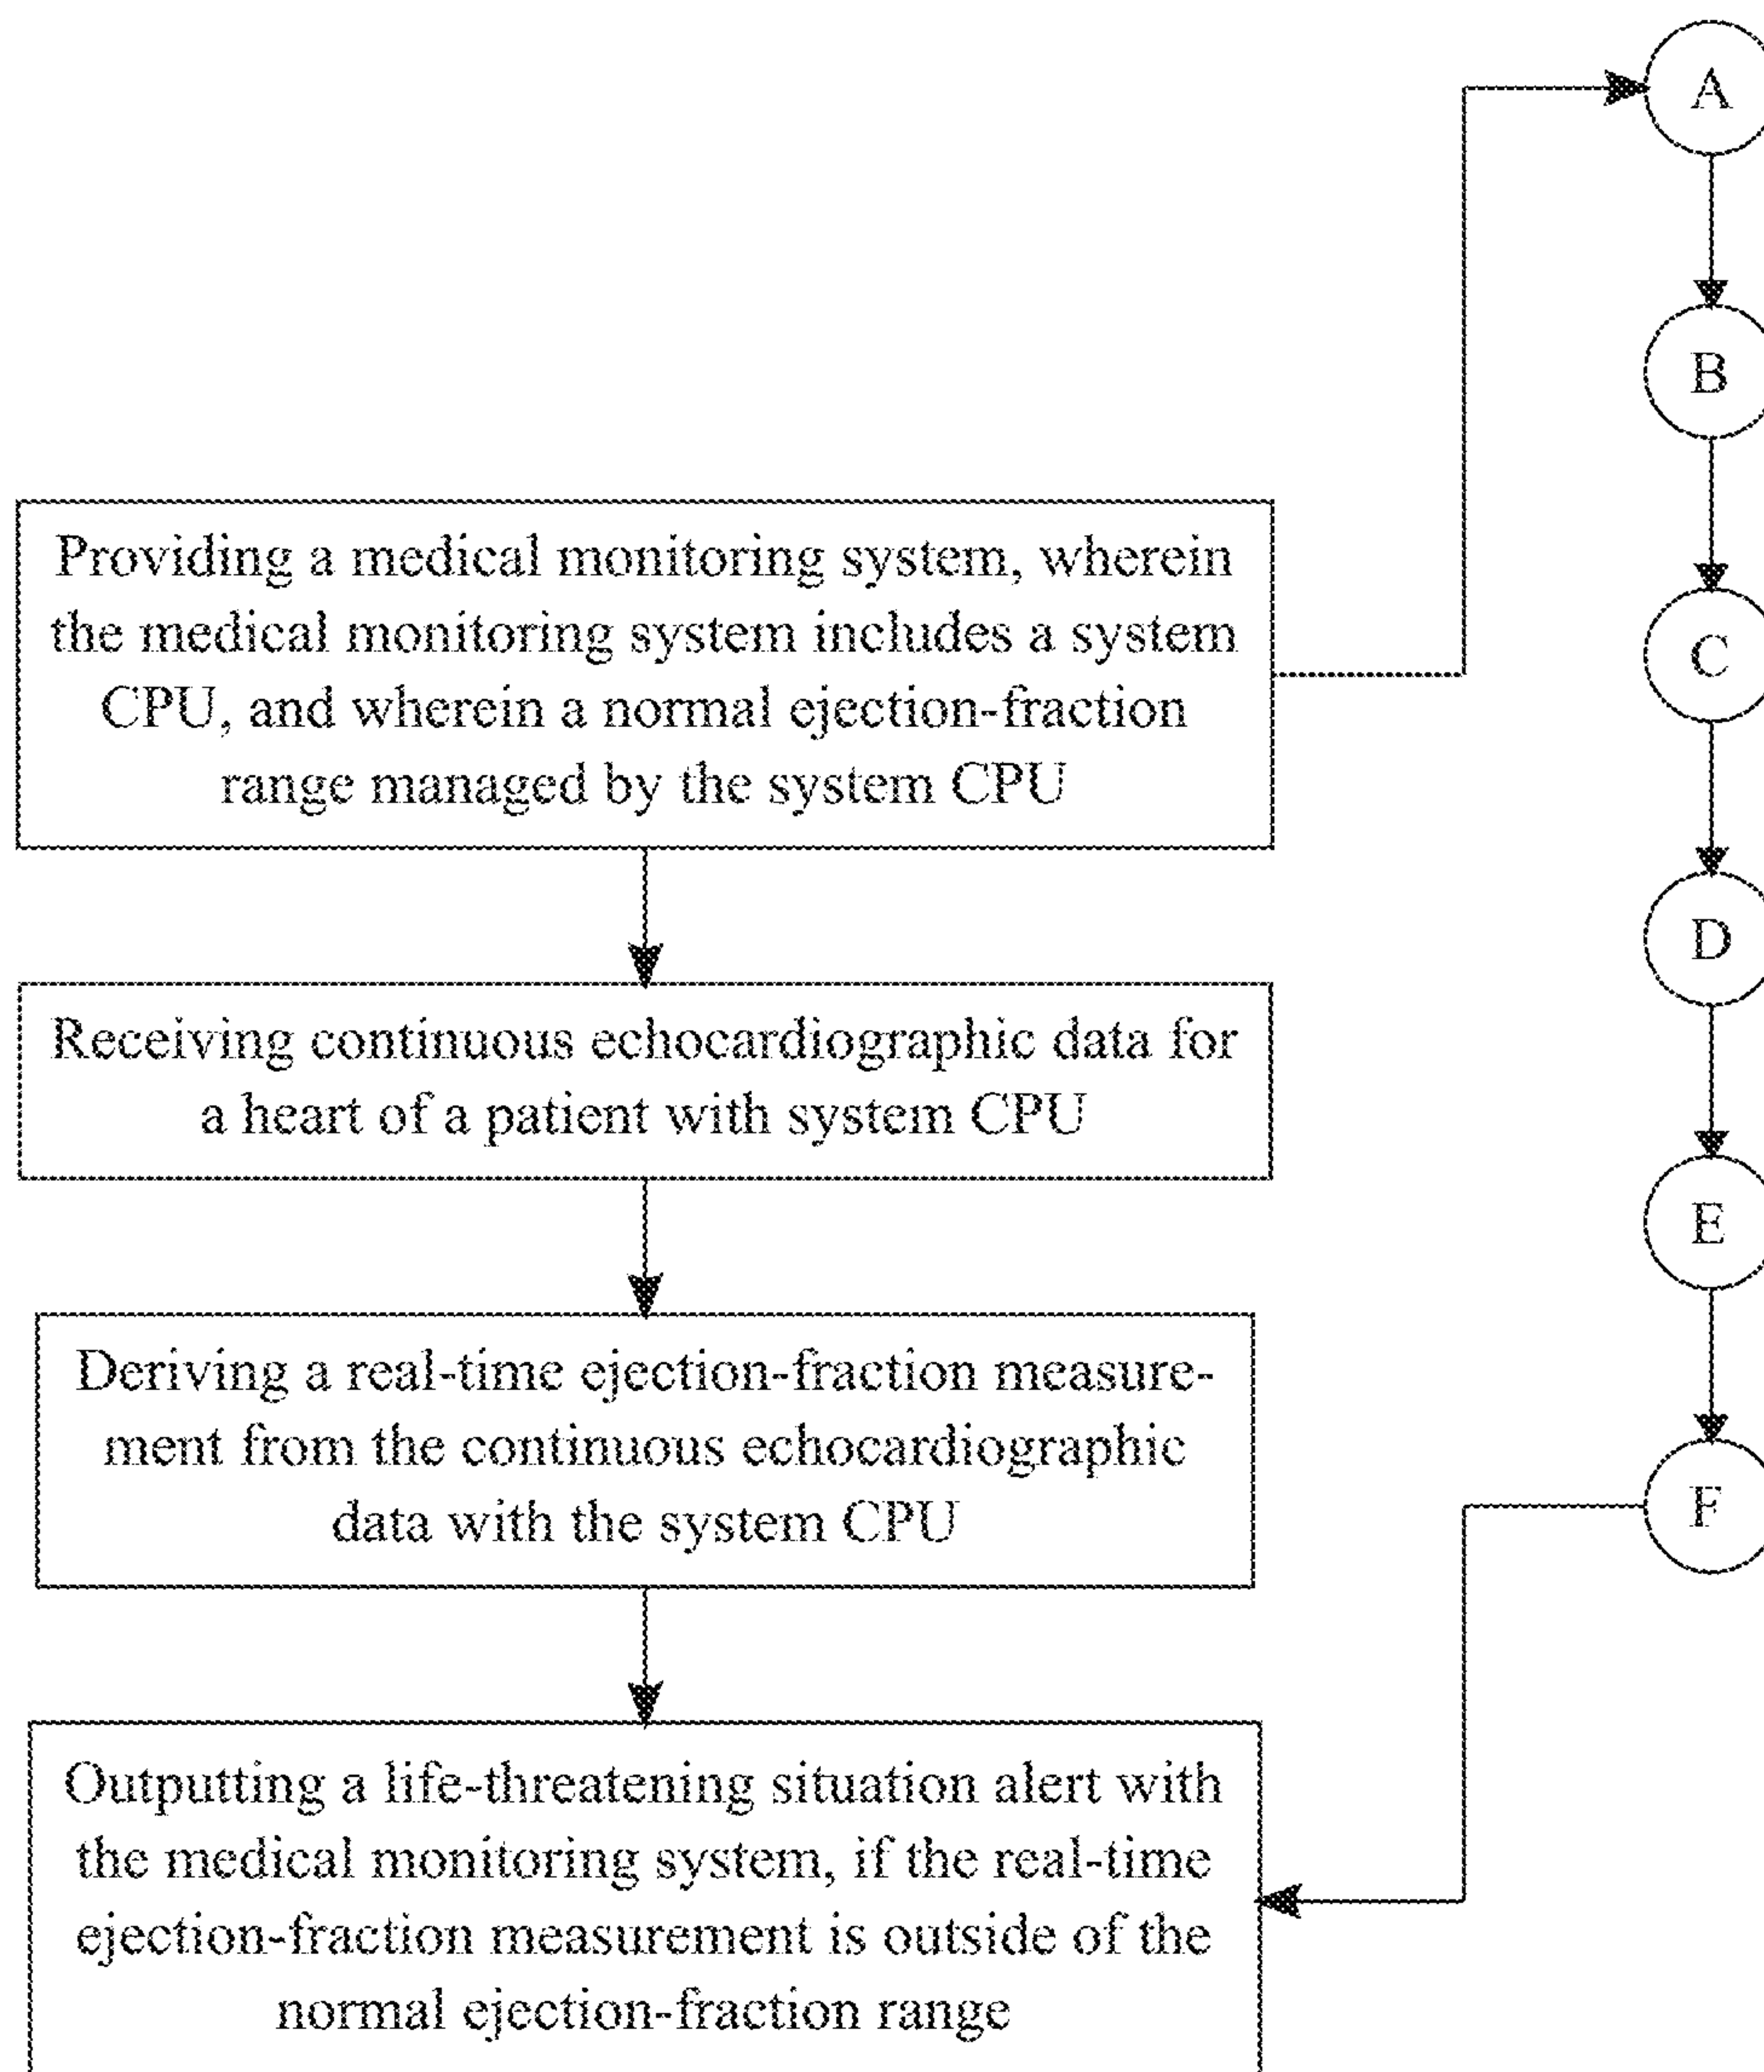 A
B
Providing a medical monitoring system, wherein
the medical monitoring system includes a system
CPU, and wherein a normal ejection-fraction
range managed by the system CPU
C
D
Receiving continuous echocardiographic data for
a heart of a patient with system CPU
E
Deriving a real-time ejection-fraction measure-
ment from the continuous echocardiographic
data with the system CPU
F
Outputting a life-threatening situation alert with
the medical monitoring system, if the real-time
ejection-fraction measurement is outside of the
normal ejection-fraction range